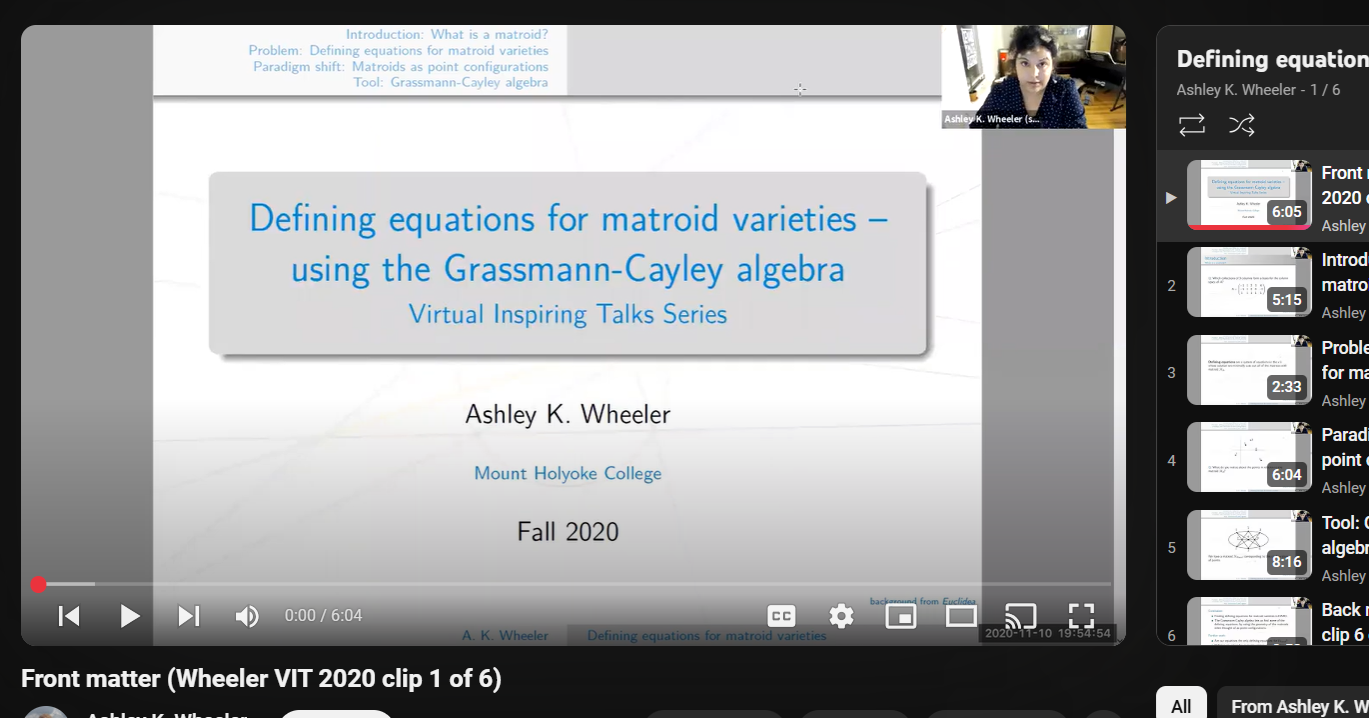 Introduction: What is a matroid?
Problem: Defining equations for matroid varieties
Paradigm shift: Matroids as point configurations
Tool: Grassmann-Cayley algebra
Ashley K. Wheeler (s...
Defining equations for matroid varieties –
using the Grassmann-Cayley algebra
Virtual Inspiring Talks Series
Ashley K. Wheeler
Mount Holyoke College
Fall 2020
background from Euclidea
0:00 / 6:04
CC
A. K. Wheeler Defining equations for matroid varieties
2020-11-10 19:54:54
Front matter (Wheeler VIT 2020 clip 1 of 6)
Ashley K. Wheeler
Defining equation
Ashley K. Wheeler - 1 / 6
6:05
Front
2020
Ashley
2
5:15
Introd
matro
Ashley
3
2:33
Proble
for ma
Ashley
4
6:04
Paradi
point
Ashley
5
8:16
Tool:
algebr
Ashley
6
Back
clip 6
All
From Ashley K. W